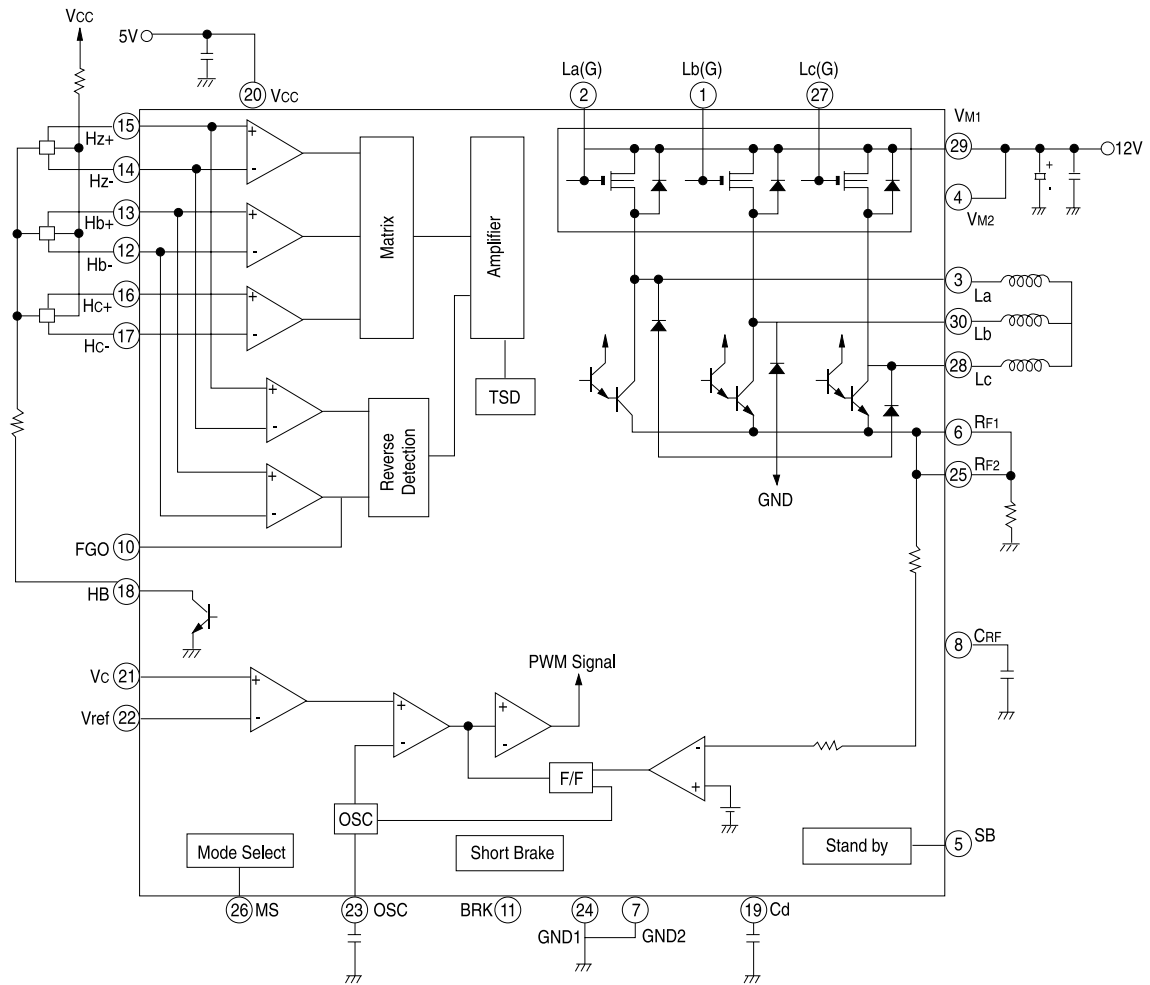 VCC
5V
20 VCC
La(G)
2
Lb(G)
1
Lc(G)
27
VM1
29
12V
4
VM2
15
Hz+
14
Hz-
13
Hb+
12
Hb-
16
Hc+
17
Hc-
+
-
+
-
+
-
Matrix
Amplifier
TSD
+
-
+
-
Reverse
Detection
+
-
3
La
30
Lb
28
Lc
6 RF1
25 RF2
GND
FGO 10
HB 18
8 CRF
VC 21
Vref 22
+
-
+
-
+
-
PWM Signal
F/F
-
+
OSC
Mode Select
Short Brake
Stand by
5 SB
26 MS
23 OSC
BRK 11
24
7
GND1
GND2
19 Cd